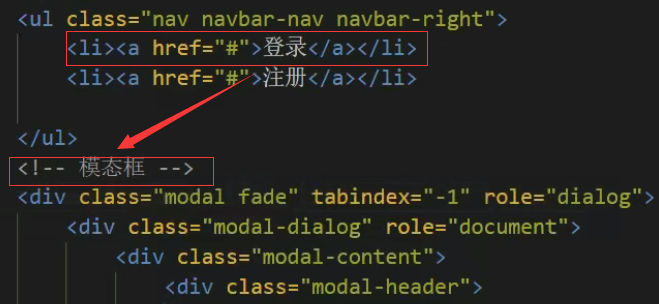 <ul class="nav navbar-nav navbar-right">
<li><a href="#">登录</a></li>
<li><a href="#">注册</a></li>
</ul>
<!-- 模态框 -->
<div class="modal fade" tabindex="-1" role="dialog">
<div class="modal-dialog" role="document">
<div class="modal-content">
<div class="modal-header">